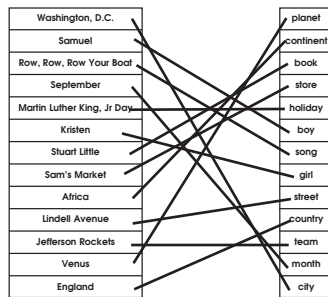 Washington, D.C.
Samuel
Row, Row, Row Your Boat
September
Martin Luther King, Jr Day
Kristen
Stuart Little
Sam's Market
Africa
Lindell Avenue
Jefferson Rockets
Venus
England
planet
continent
book
store
holiday
boy
song
girl
street
country
team
month
city